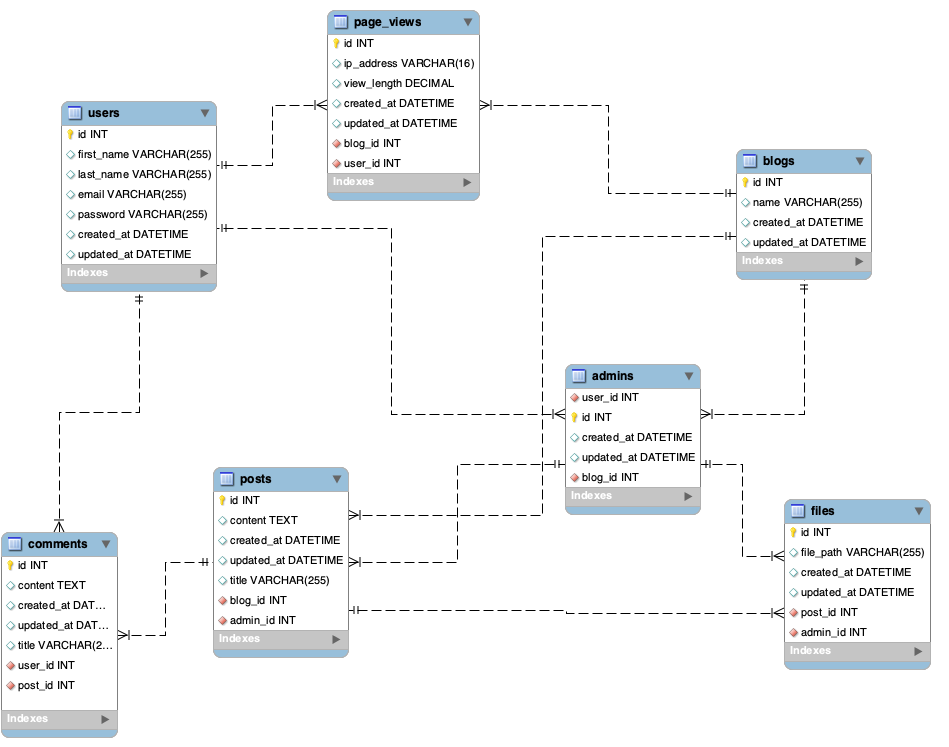 page_views
id INT
ip_address VARCHAR(16)
view_length DECIMAL
created_at DATETIME
updated_at DATETIME
blog_id INT
user_id INT
Indexes
users
id INT
first_name VARCHAR(255)
last_name VARCHAR(255)
email VARCHAR(255)
password VARCHAR(255)
created_at DATETIME
updated_at DATETIME
Indexes
blogs
id INT
name VARCHAR(255)
created_at DATETIME
updated_at DATETIME
Indexes
admins
user_id INT
id INT
created_at DATETIME
updated_at DATETIME
blog_id INT
Indexes
posts
id INT
content TEXT
created_at DATETIME
updated_at DATETIME
title VARCHAR(255)
blog_id INT
admin_id INT
Indexes
files
id INT
file_path VARCHAR(255)
created_at DATETIME
updated_at DATETIME
post_id INT
admin_id INT
Indexes
comments
id INT
content TEXT
created_at DAT...
updated_at DAT...
title VARCHAR(2...
user_id INT
post_id INT
Indexes